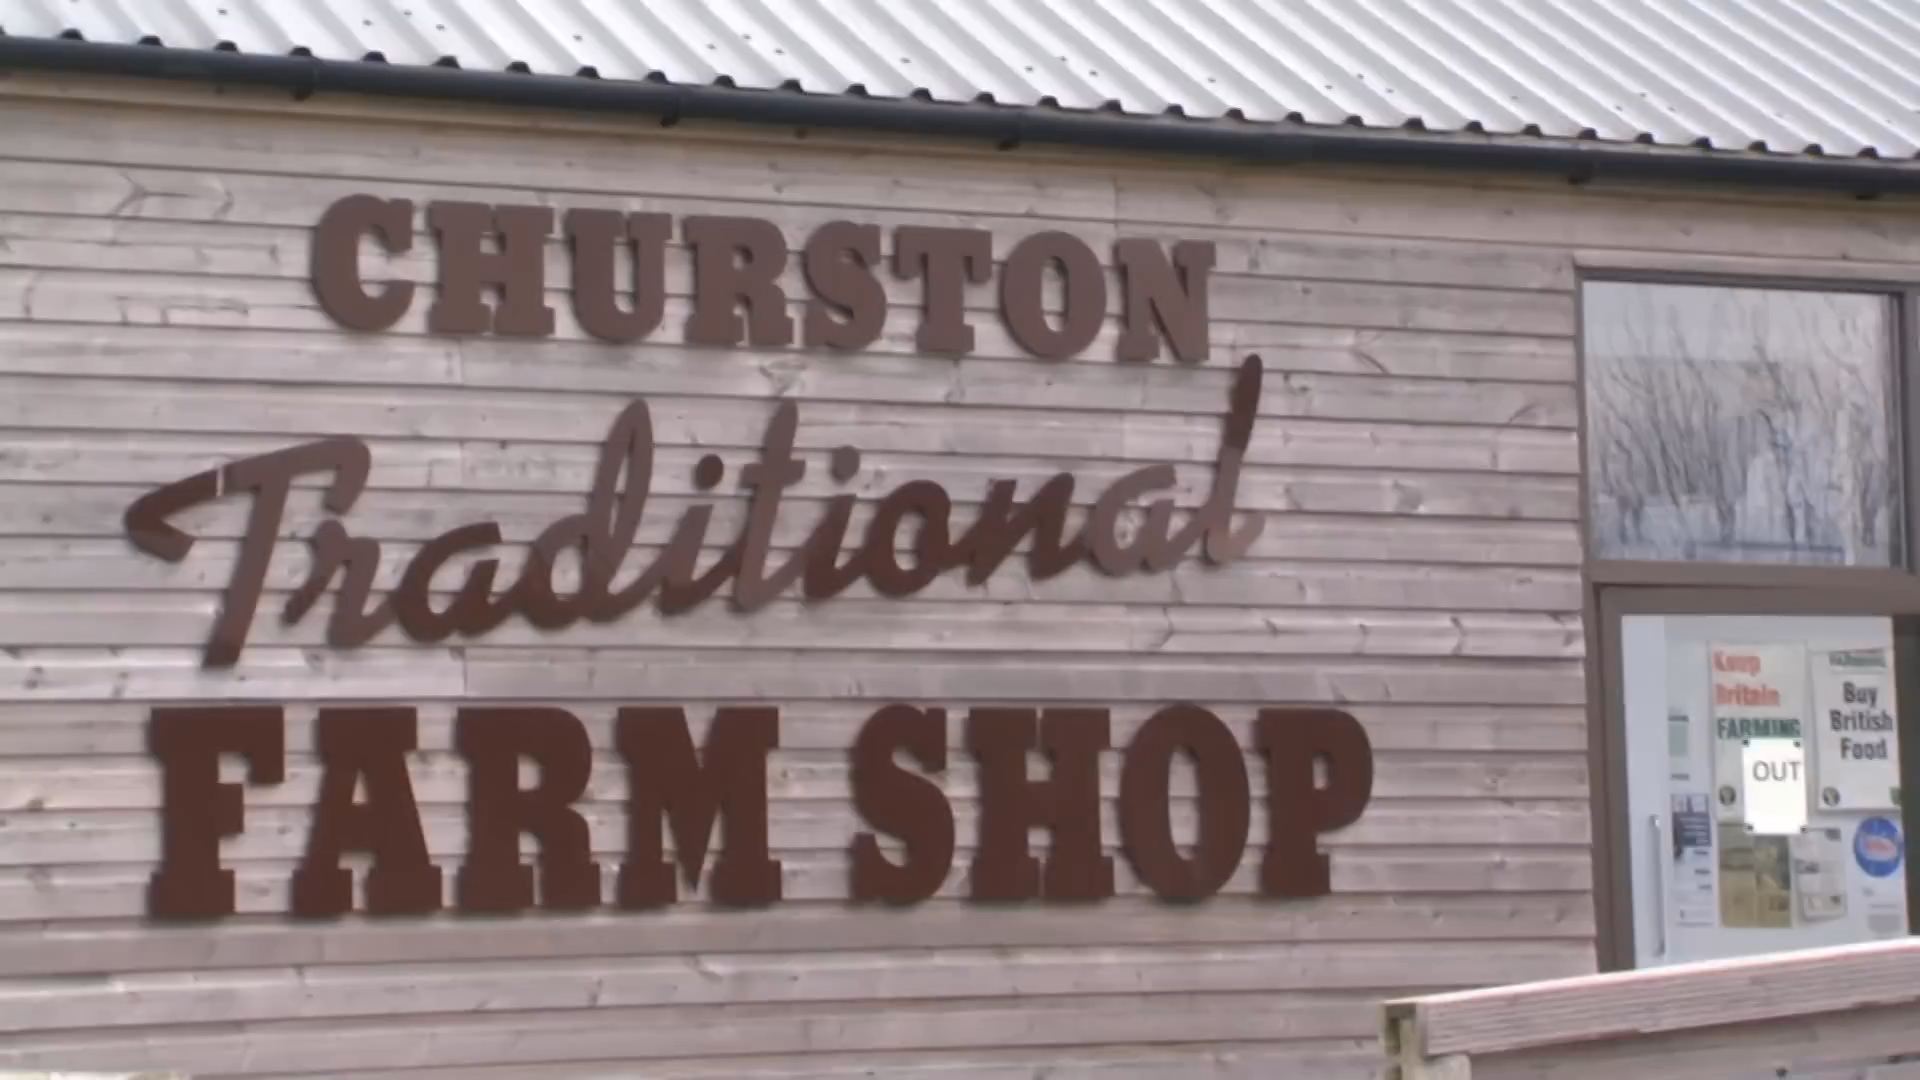 CHURSTON
Traditional
FARM SHOP
Keep
Britain
FARMING
Buy
British
Food
OUT